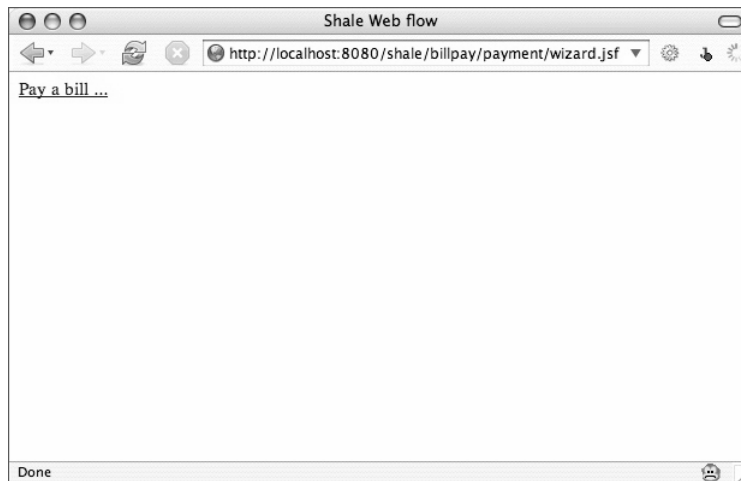 Shale Web flow
http://localhost:8080/shale/billpay/payment/wizard.jsf
Pay a bill ...
Done